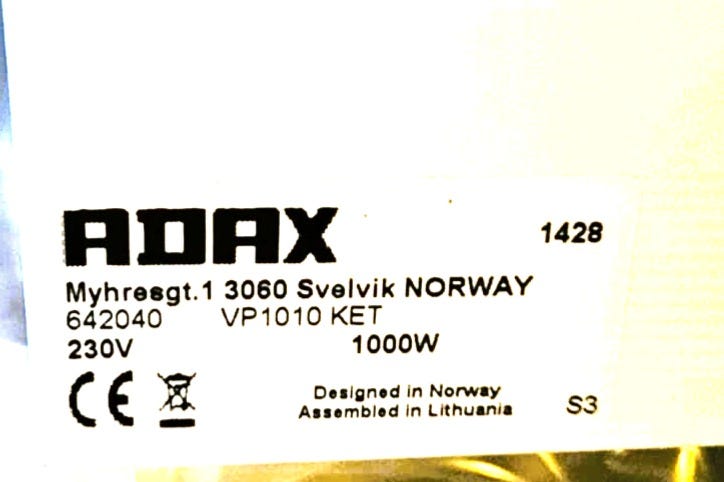 ADAX 1428
Myhresgt.1 3060 Svelvik NORWAY
642040 VP1010 KET
230V 1000W
CE
Designed in Norway
Assembled in Lithuania S3